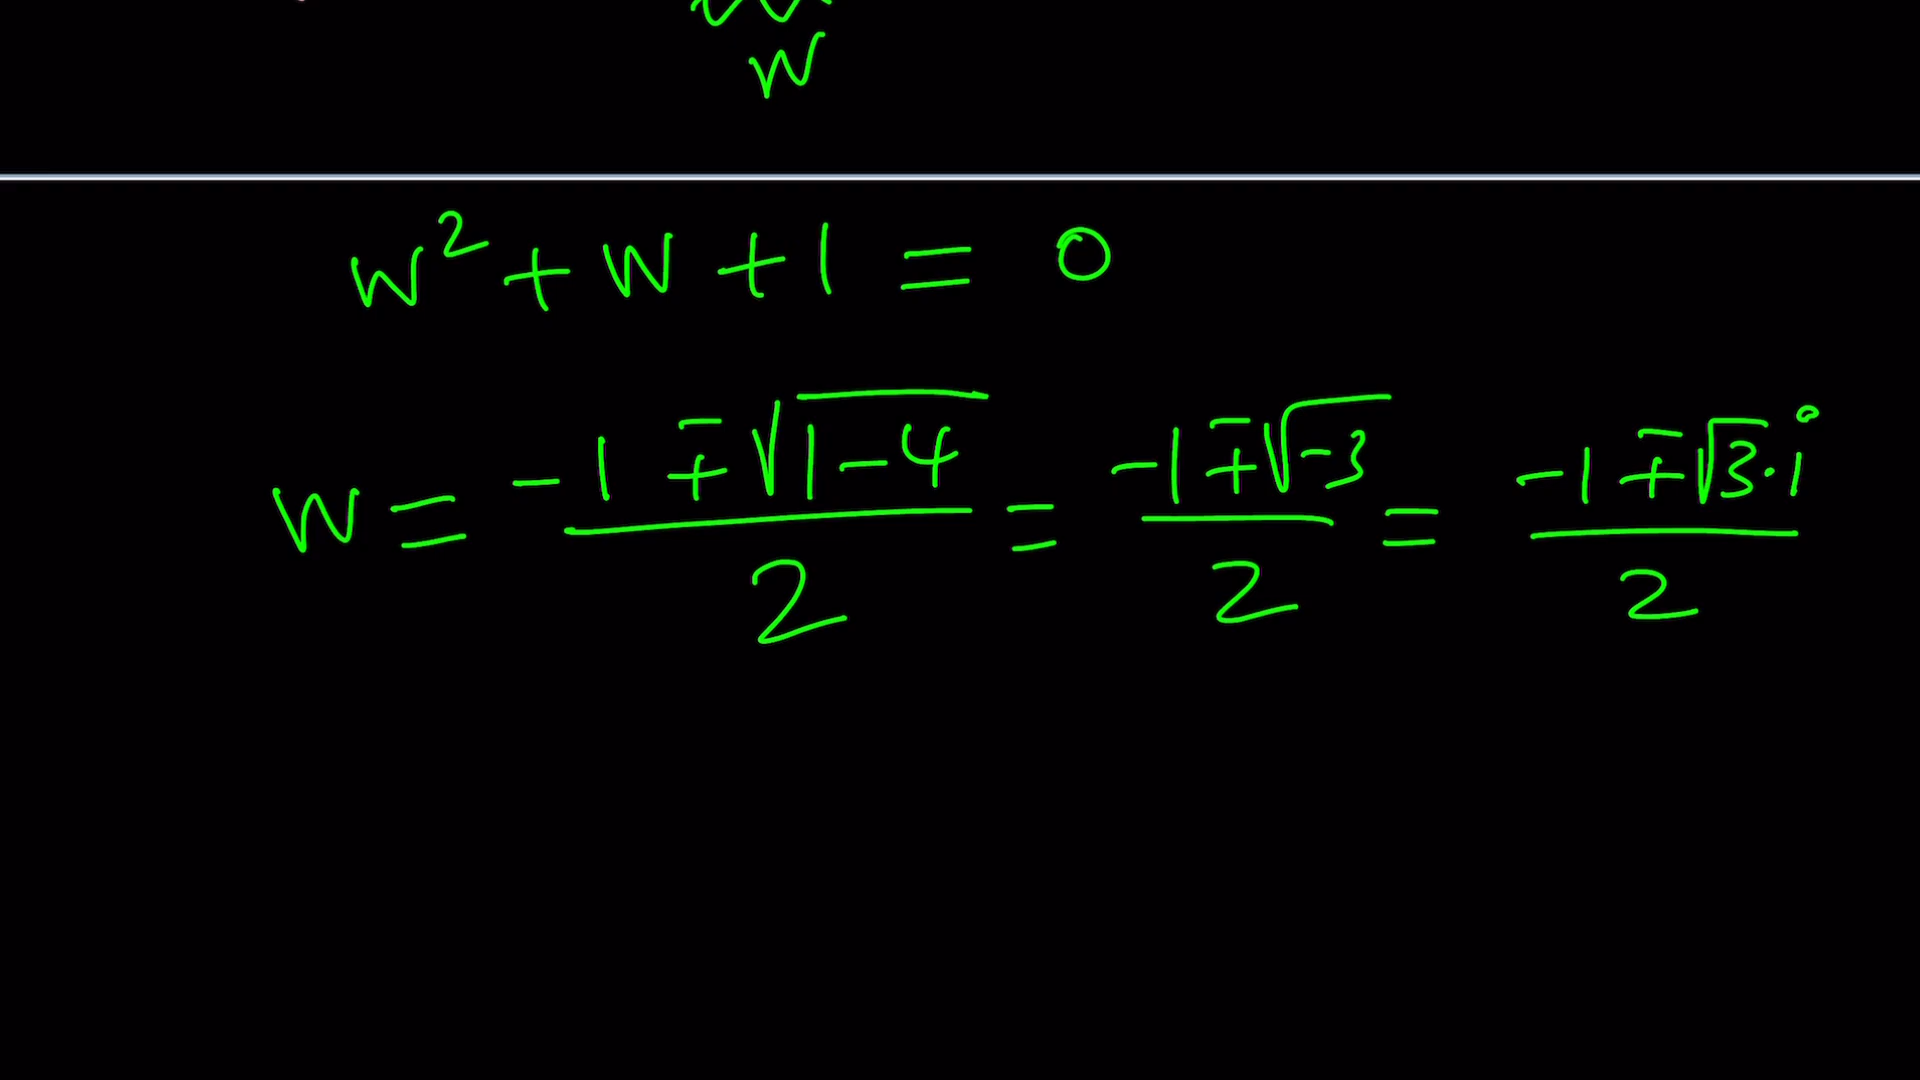 w
w² + w + 1 = 0
w = (-1 ∓ √(1-4))/2 = (-1 ∓ √-3)/2 = (-1 ∓ √3·i)/2